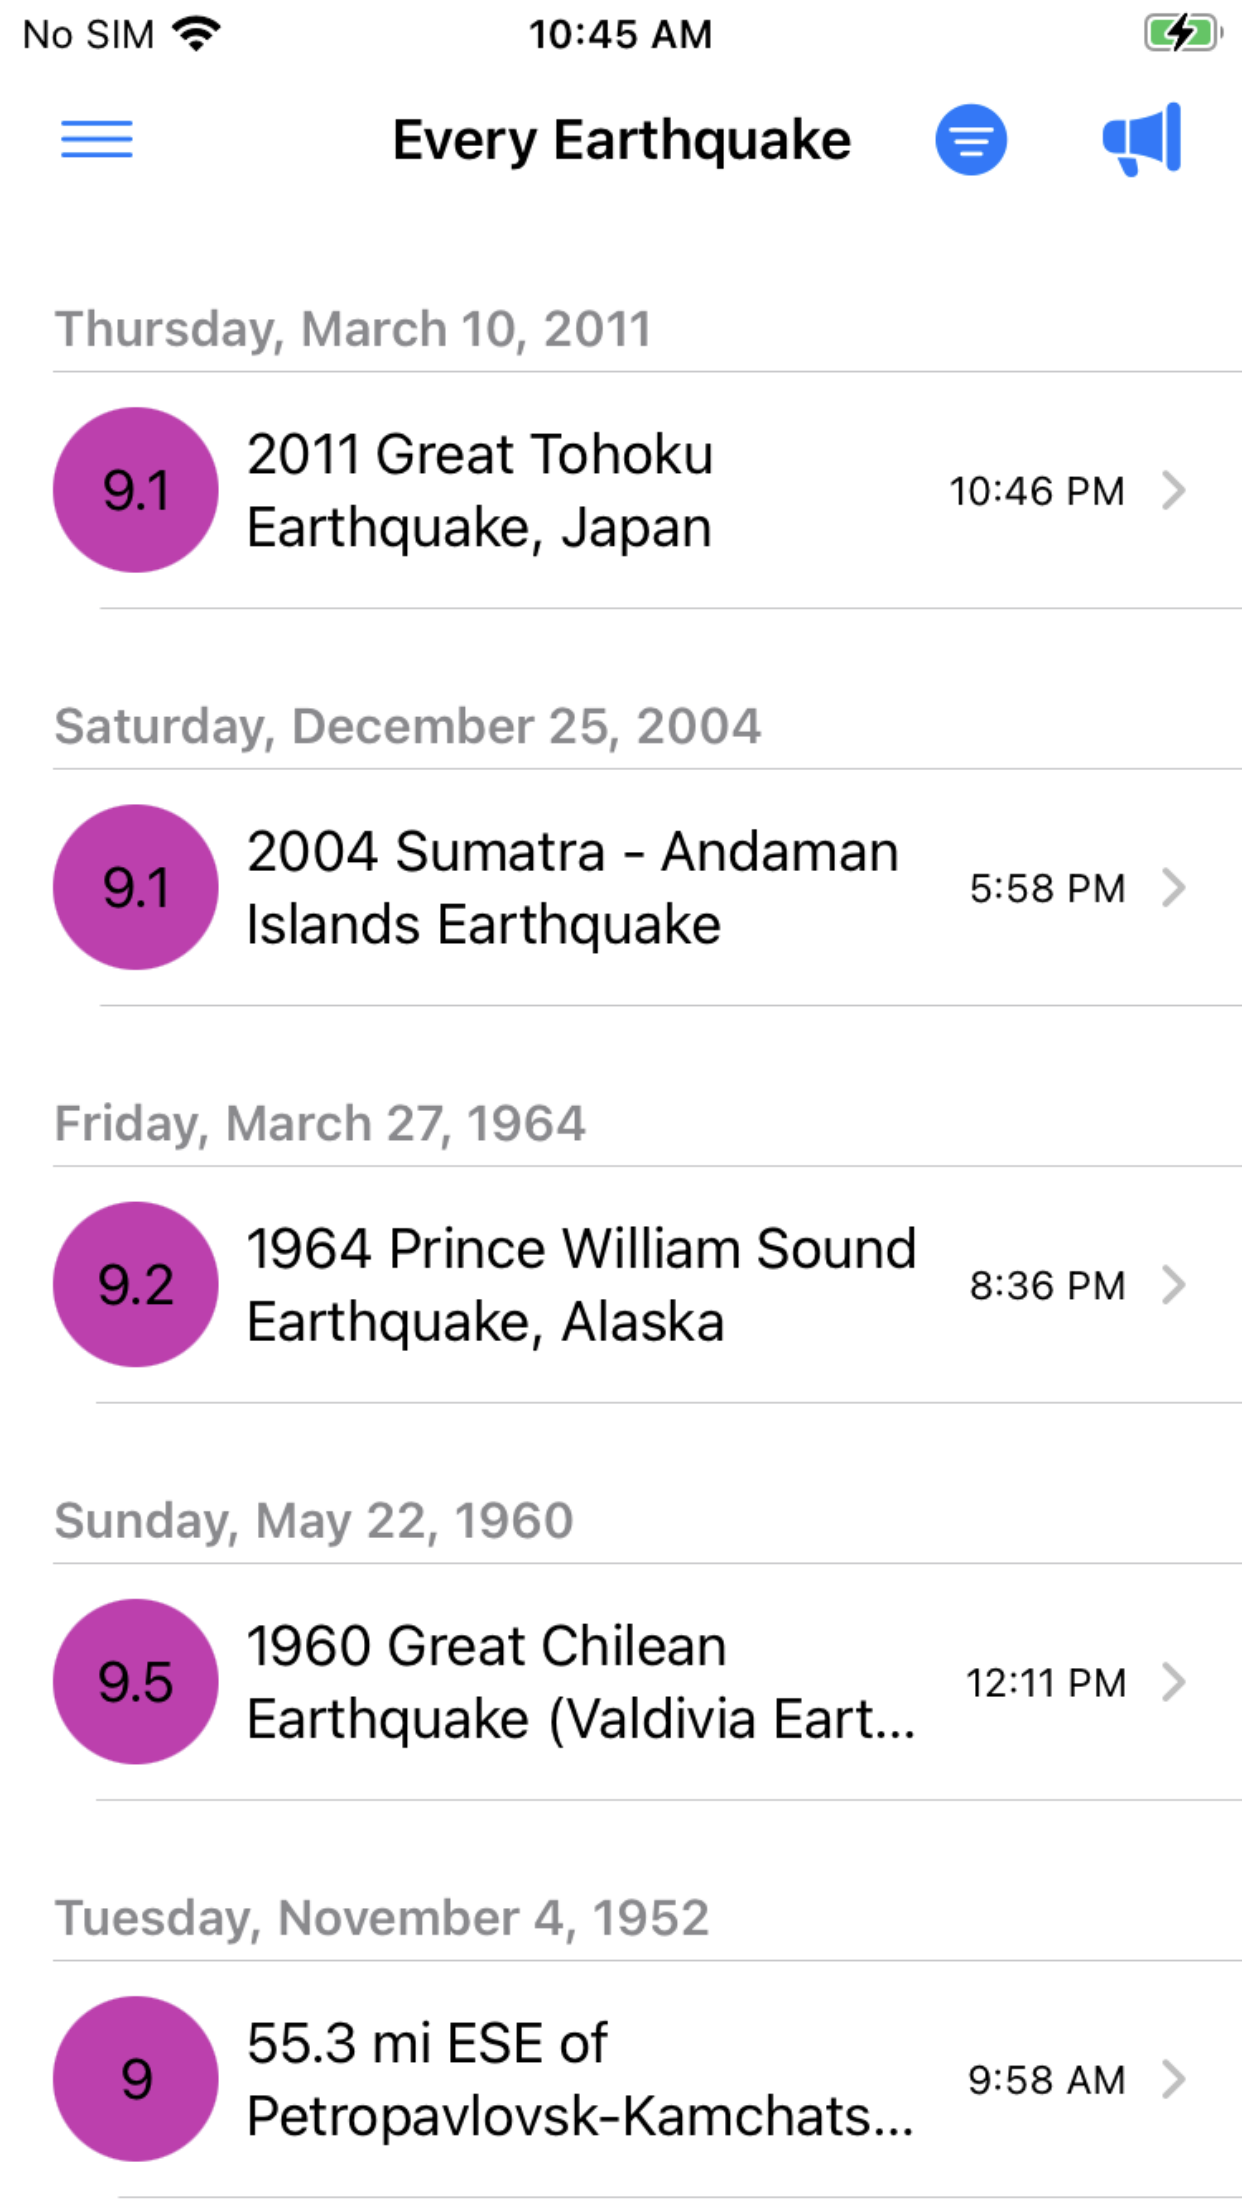 No SIM 10:45 AM
Every Earthquake
Thursday, March 10, 2011
9.1
2011 Great Tohoku
Earthquake, Japan
10:46 PM
Saturday, December 25, 2004
9.1
2004 Sumatra - Andaman
Islands Earthquake
5:58 PM
Friday, March 27, 1964
9.2
1964 Prince William Sound
Earthquake, Alaska
8:36 PM
Sunday, May 22, 1960
9.5
1960 Great Chilean
Earthquake (Valdivia Eart...
12:11 PM
Tuesday, November 4, 1952
9
55.3 mi ESE of
Petropavlovsk-Kamchats...
9:58 AM